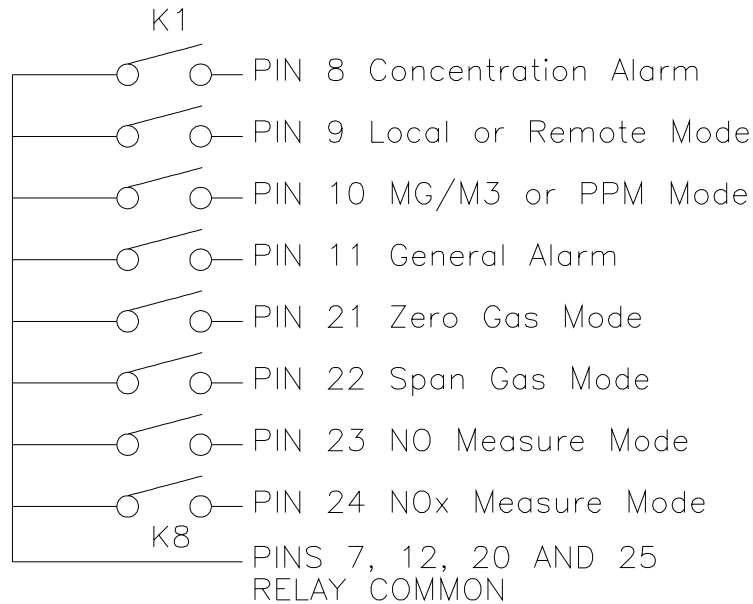 K1
PIN 8 Concentration Alarm
PIN 9 Local or Remote Mode
PIN 10 MG/M3 or PPM Mode
PIN 11 General Alarm
PIN 21 Zero Gas Mode
PIN 22 Span Gas Mode
PIN 23 NO Measure Mode
PIN 24 NOx Measure Mode
K8
PINS 7, 12, 20 AND 25
RELAY COMMON